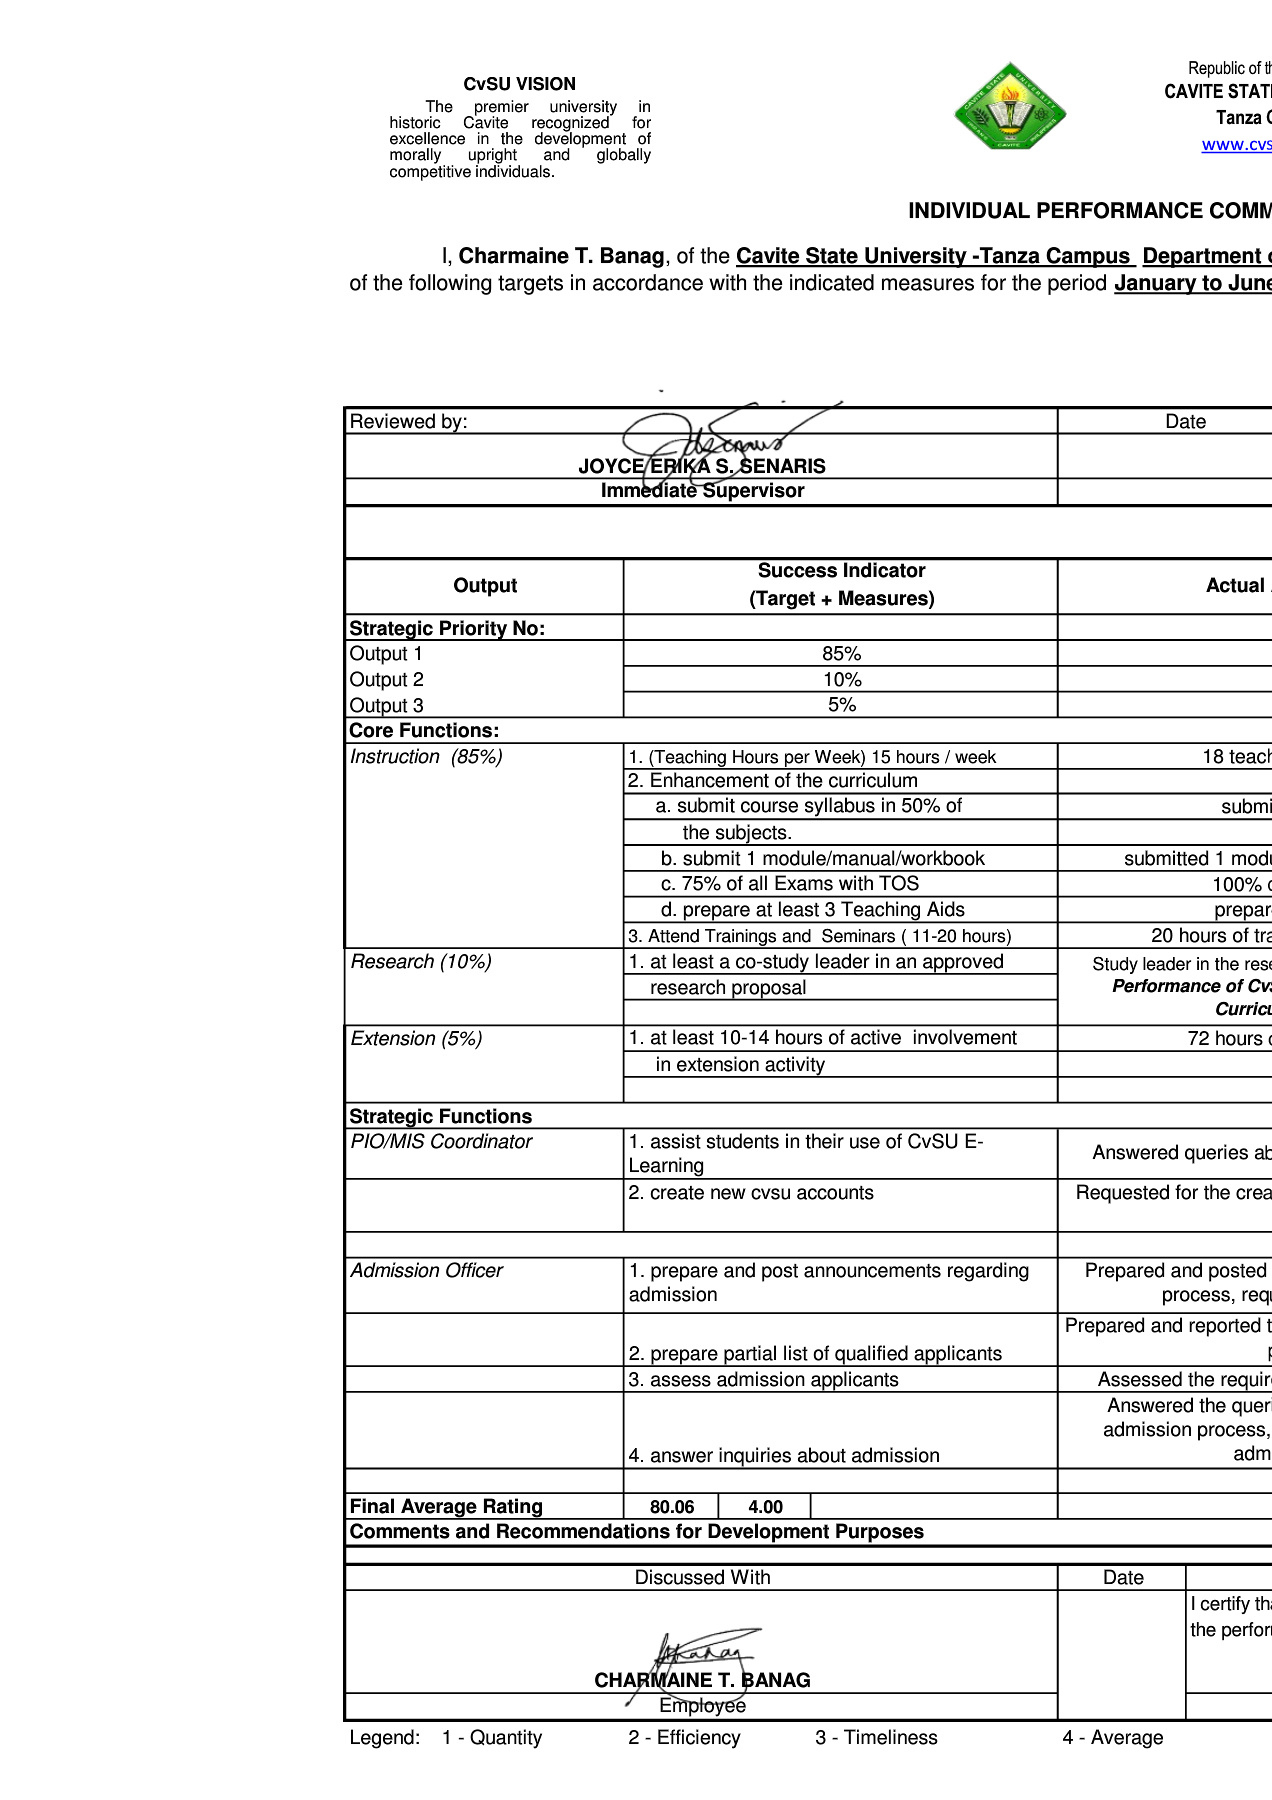 CvSU VISION
The premier university in
historic Cavite recognized for
excellence in the development of
morally upright and globally
competitive individuals.
Republic of th
CAVITE STATE
Tanza C
www.cvs
INDIVIDUAL PERFORMANCE COMM
I, Charmaine T. Banag, of the Cavite State University -Tanza Campus Department o
of the following targets in accordance with the indicated measures for the period January to June
Reviewed by: Date
JOYCE ERIKA S. SENARIS
Immediate Supervisor
Output Success Indicator Actual
(Target + Measures)
Strategic Priority No:
Output 1 85%
Output 2 10%
Output 3 5%
Core Functions:
Instruction (85%) 1. (Teaching Hours per Week) 15 hours / week 18 teach
2. Enhancement of the curriculum
a. submit course syllabus in 50% of submi
the subjects.
b. submit 1 module/manual/workbook submitted 1 modu
c. 75% of all Exams with TOS 100% o
d. prepare at least 3 Teaching Aids prepar
3. Attend Trainings and Seminars ( 11-20 hours) 20 hours of tra
Research (10%) 1. at least a co-study leader in an approved Study leader in the rese
research proposal Performance of Cvs
Curricu
Extension (5%) 1. at least 10-14 hours of active involvement 72 hours o
in extension activity
Strategic Functions
PIO/MIS Coordinator 1. assist students in their use of CvSU E-
Learning Answered queries ab
2. create new cvsu accounts Requested for the crea
Admission Officer 1. prepare and post announcements regarding Prepared and posted
admission process, requ
Prepared and reported t
2. prepare partial list of qualified applicants p
3. assess admission applicants Assessed the require
Answered the queri
admission process,
4. answer inquiries about admission admi
Final Average Rating 80.06 4.00
Comments and Recommendations for Development Purposes
Discussed With Date
I certify tha
the perfor
CHARMAINE T. BANAG
Employee
Legend: 1 - Quantity 2 - Efficiency 3 - Timeliness 4 - Average